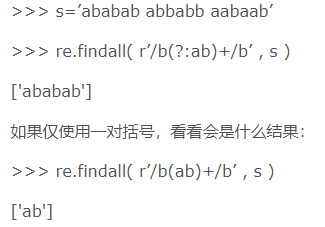 >>> s=’ababab abbabb aabaab’
>>> re.findall( r’/b(?:ab)+/b’ , s )
['ababab']
如果仅使用一对括号，看看会是什么结果：
>>> re.findall( r’/b(ab)+/b’ , s )
['ab']